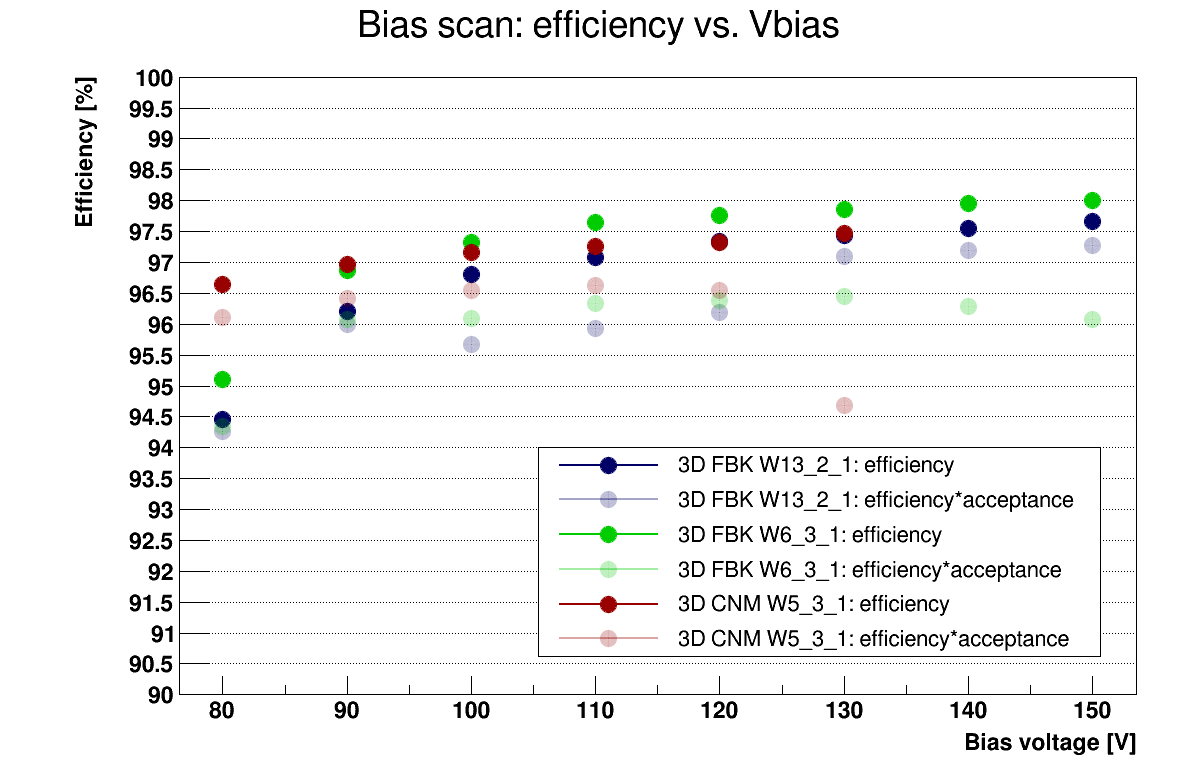 Bias scan: efficiency vs. Vbias
Efficiency [%]
100
99.5
99
98.5
98
97.5
97
96.5
96
95.5
95
94.5
94
93.5
93
92.5
92
91.5
91
90.5
90
3D FBK W13_2_1: efficiency
3D FBK W13_2_1: efficiency*acceptance
3D FBK W6_3_1: efficiency
3D FBK W6_3_1: efficiency*acceptance
3D CNM W5_3_1: efficiency
3D CNM W5_3_1: efficiency*acceptance
80 90 100 110 120 130 140 150
Bias voltage [V]